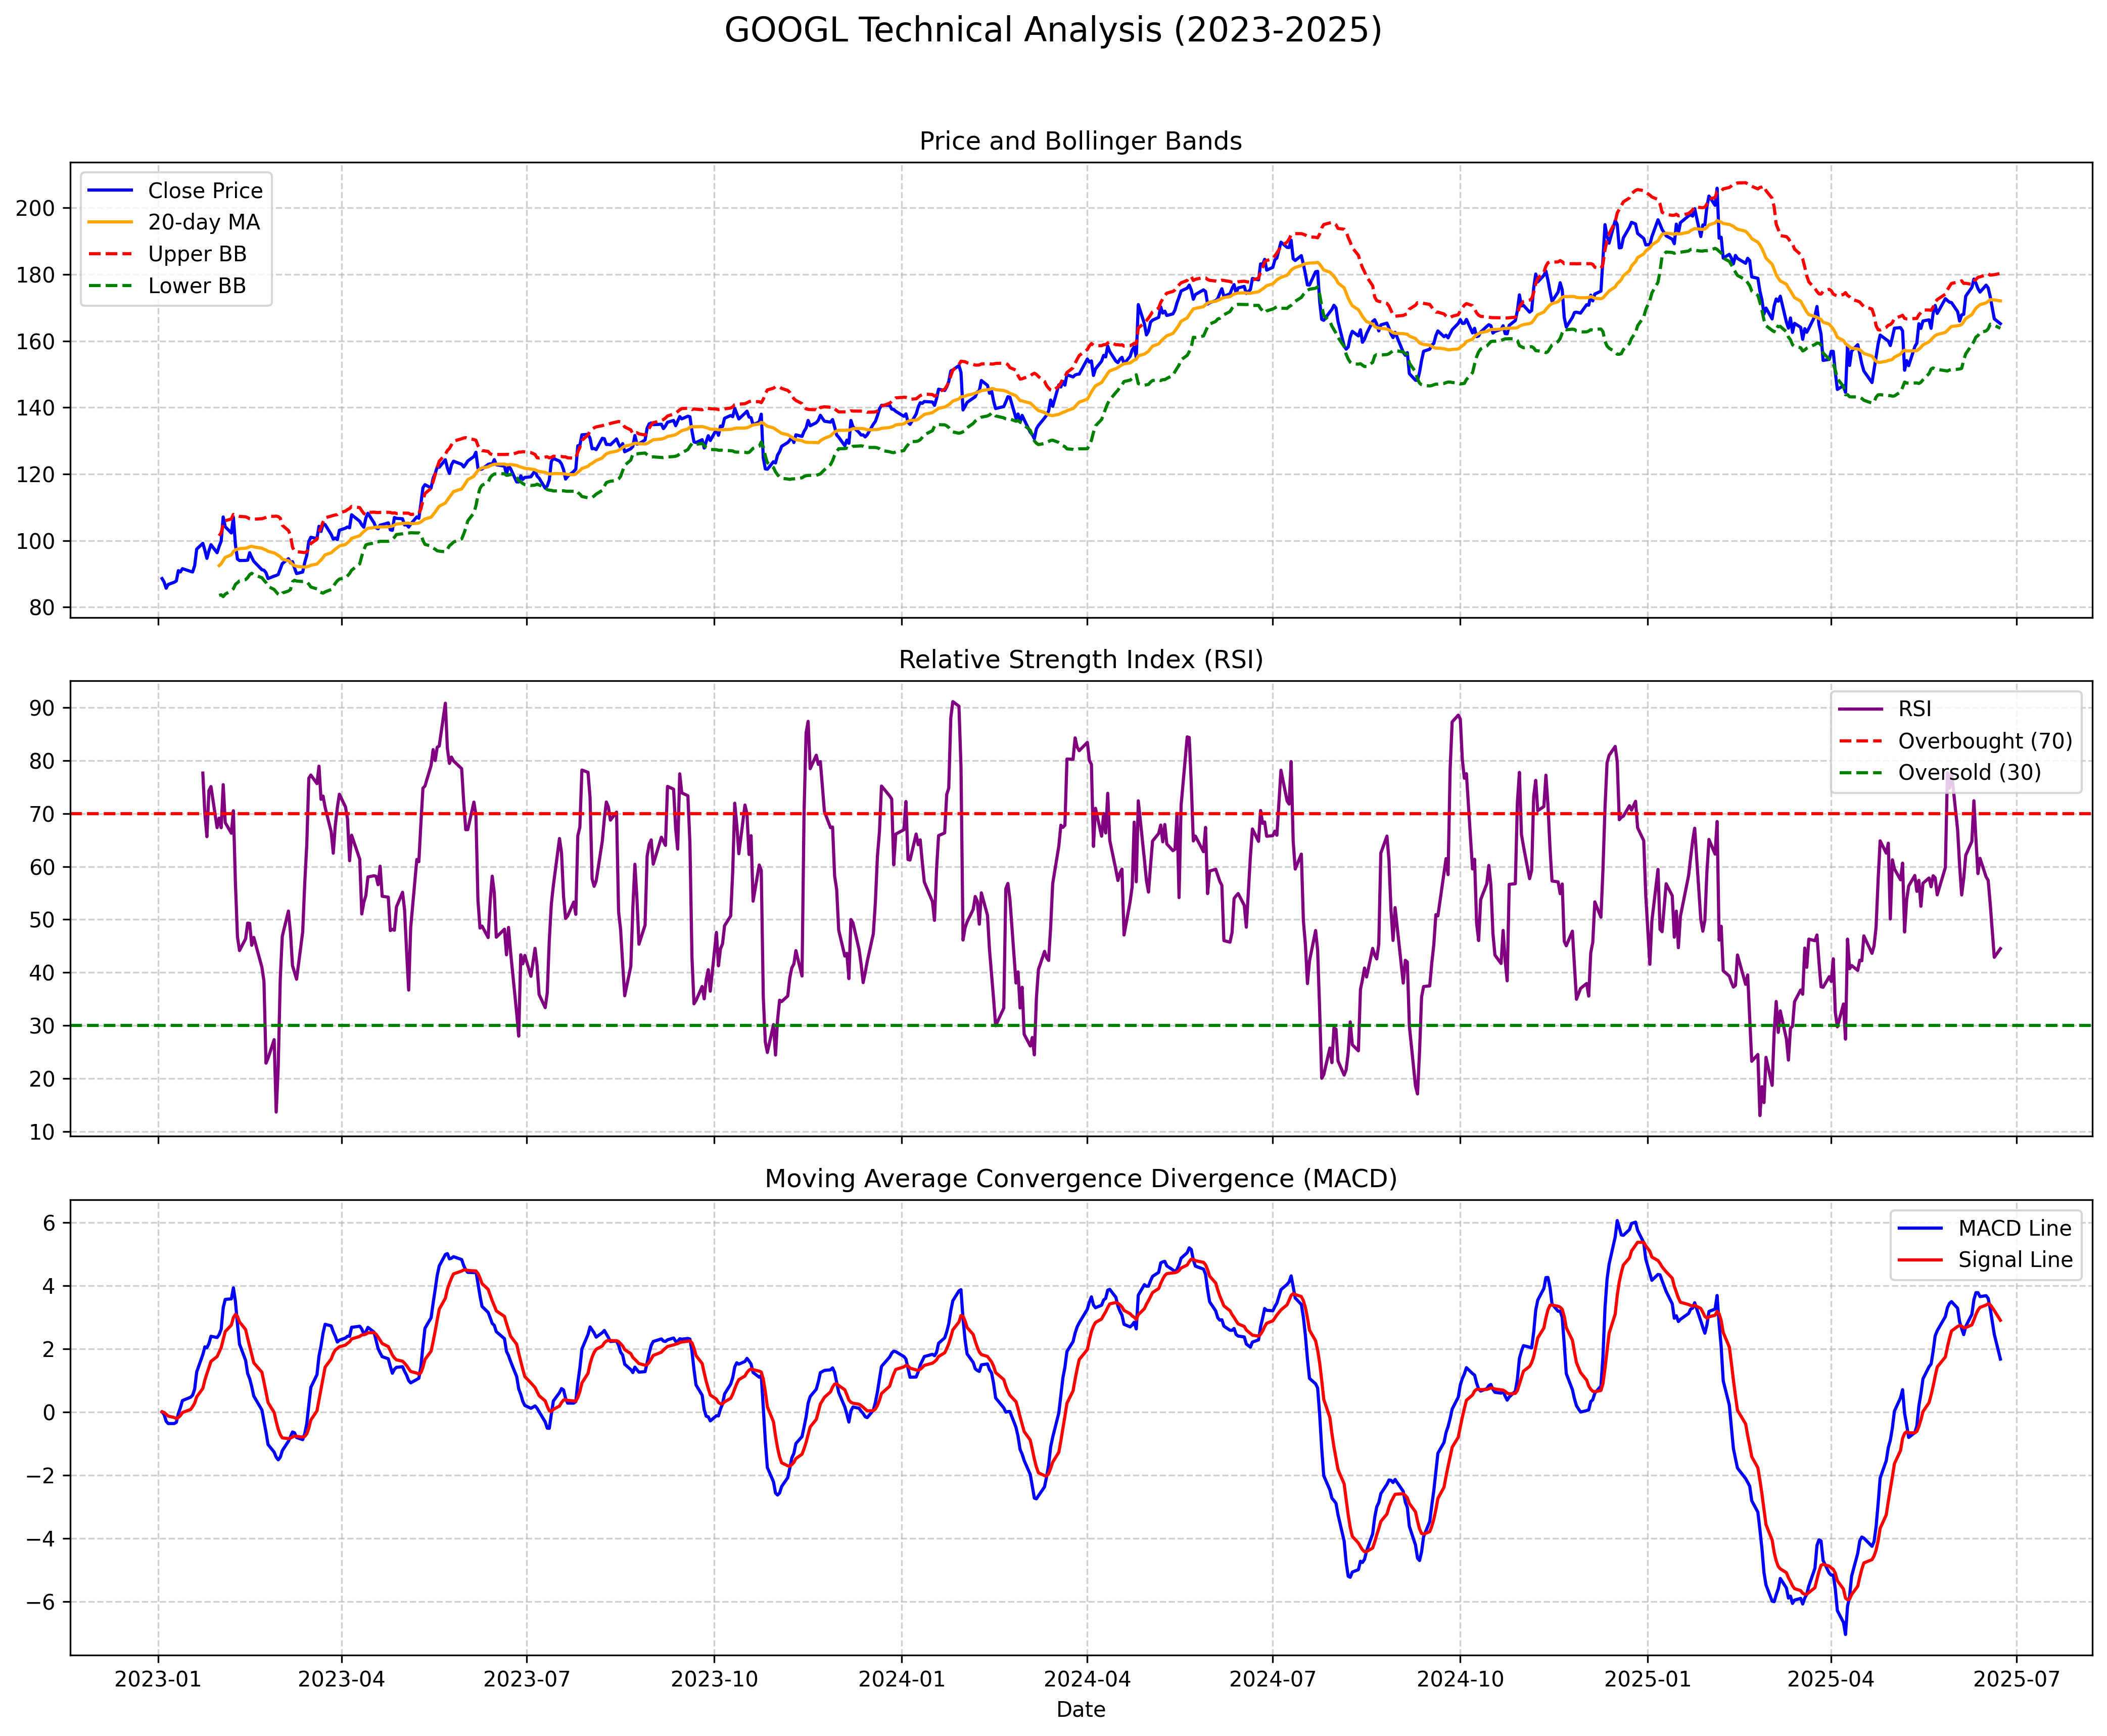 GOOGL Technical Analysis (2023-2025)
Price and Bollinger Bands
Close Price
20-day MA
Upper BB
Lower BB
200
180
160
140
120
100
80
Relative Strength Index (RSI)
RSI
Overbought (70)
Oversold (30)
90
80
70
60
50
40
30
20
10
Moving Average Convergence Divergence (MACD)
MACD Line
Signal Line
6
4
2
0
−2
−4
−6
2023-01 2023-04 2023-07 2023-10 2024-01 2024-04 2024-07 2024-10 2025-01 2025-04 2025-07
Date